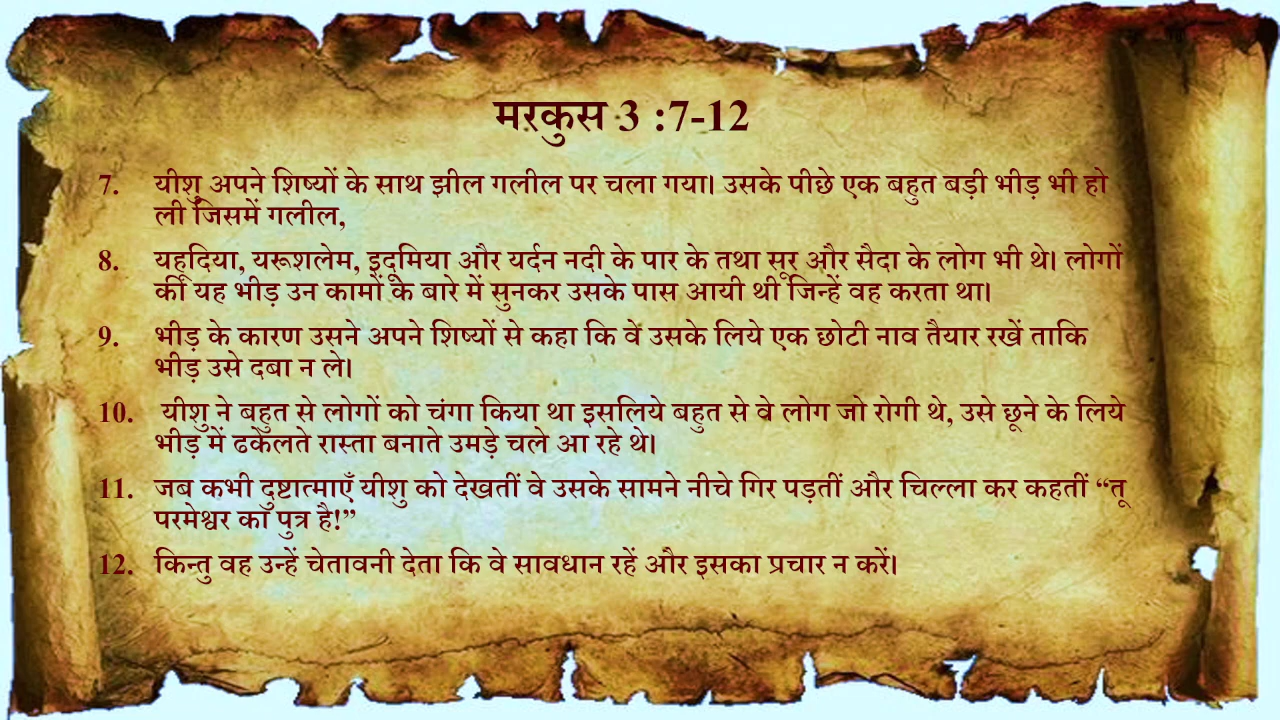 मरकुस 3 :7-12
7. यीशु अपने शिष्यों के साथ झील गलील पर चला गया। उसके पीछे एक बहुत बड़ी भीड़ भी हो
ली जिसमें गलील,
8. यहूदिया, यरूशलेम, इदूमिया और यर्दन नदी के पार के तथा सूर और सैदा के लोग भी थे। लोगों
की यह भीड़ उन कामों के बारे में सुनकर उसके पास आयी थी जिन्हें वह करता था।
9. भीड़ के कारण उसने अपने शिष्यों से कहा कि वे उसके लिये एक छोटी नाव तैयार रखें ताकि
भीड़ उसे दबा न ले।
10. यीशु ने बहुत से लोगों को चंगा किया था इसलिये बहुत से वे लोग जो रोगी थे, उसे छूने के लिये
भीड़ में ढकेलते रास्ता बनाते उमड़े चले आ रहे थे।
11. जब कभी दुष्टात्माएँ यीशु को देखतीं वे उसके सामने नीचे गिर पड़तीं और चिल्ला कर कहतीं “तू
परमेश्वर का पुत्र है!”
12. किन्तु वह उन्हें चेतावनी देता कि वे सावधान रहें और इसका प्रचार न करें।